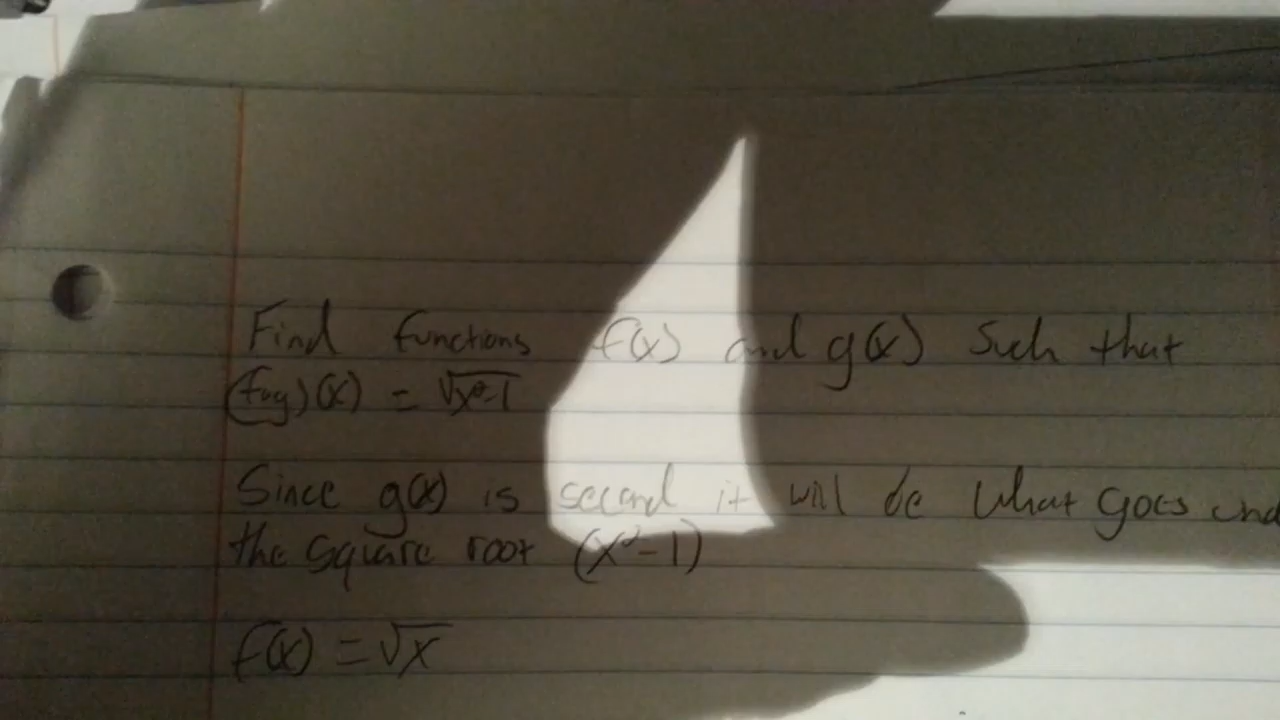 Find functions f(x) and g(x) such that
(fog)(x) = √x²-1
Since g(x) is second it will be what goes
the square root (x²-1)
f(x) = √x